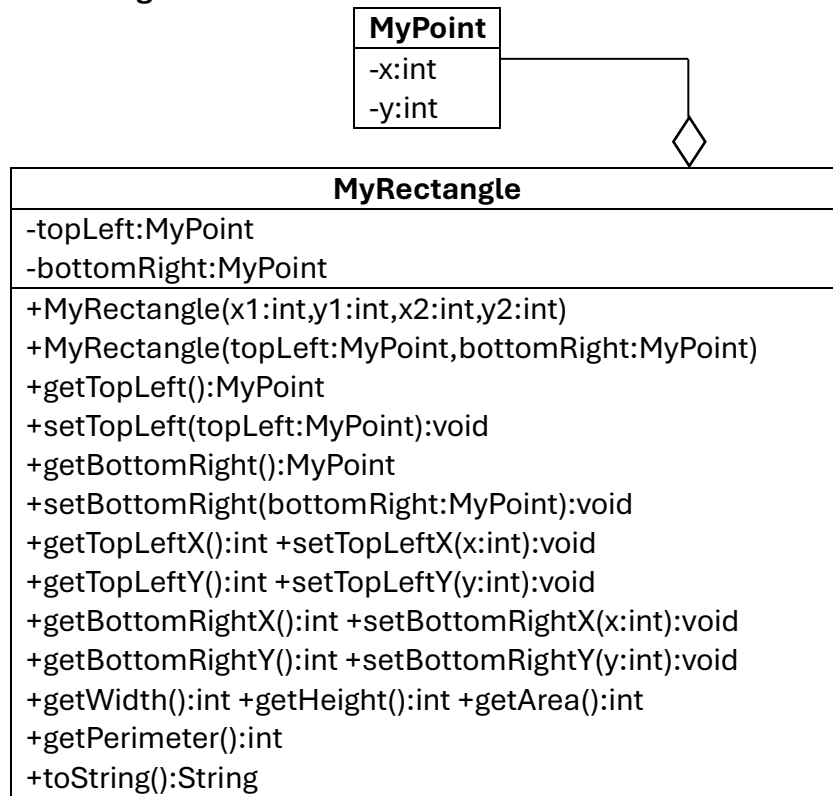 MyPoint
-x:int
-y:int
MyRectangle
-topLeft:MyPoint
-bottomRight:MyPoint
+MyRectangle(x1:int,y1:int,x2:int,y2:int)
+MyRectangle(topLeft:MyPoint,bottomRight:MyPoint)
+getTopLeft():MyPoint
+setTopLeft(topLeft:MyPoint):void
+getBottomRight():MyPoint
+setBottomRight(bottomRight:MyPoint):void
+getTopLeftX():int +setTopLeftX(x:int):void
+getTopLeftY():int +setTopLeftY(y:int):void
+getBottomRightX():int +setBottomRightX(x:int):void
+getBottomRightY():int +setBottomRightY(y:int):void
+getWidth():int +getHeight():int +getArea():int
+getPerimeter():int
+toString():String